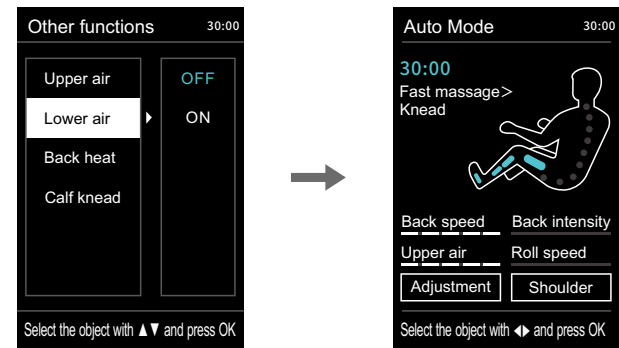 Other functions 30:00
Upper air OFF
Lower air ON
Back heat
Calf knead
Select the object with ▲▼ and press OK
Auto Mode 30:00
30:00
Fast massage>
Knead
Back speed Back intensity
Upper air Roll speed
Adjustment Shoulder
Select the object with ◀▶ and press OK